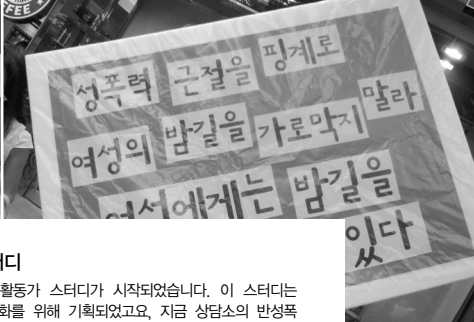 FFEE
성폭력 근절을 핑계로
여성의 밤길을 가로막지 말라
여성에게는 밤길을
있다
터디
활동가 스터디가 시작되었습니다. 이 스터디는
화를 위해 기획되었고요, 지금 상담소의 반성폭